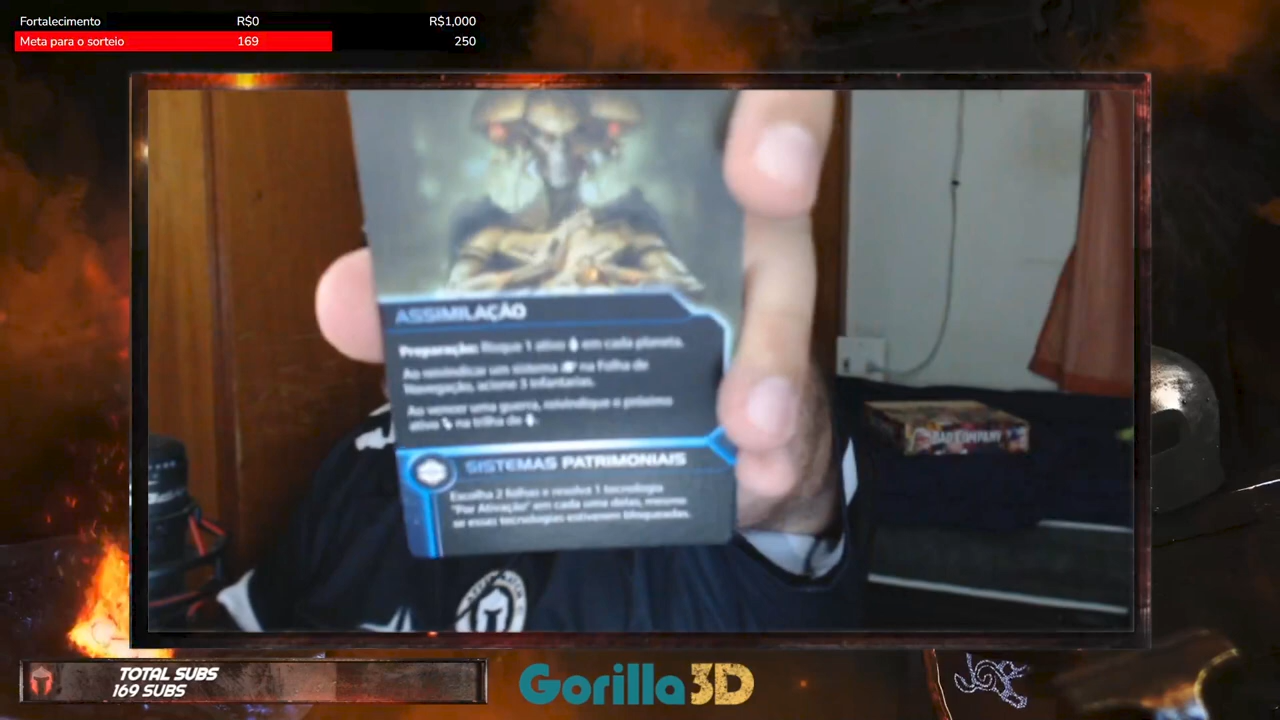 Fortalecimento R$0 R$1,000
Meta para o sorteio 169 250
ASSIMILAÇÃO
Preparação: Risque 1 ativo em cada planeta.
Ao reivindicar um sistema na Folha de
Navegação, acione 3 Infantarias.
Ao vencer uma guerra, reivindique o próximo
ativo na trilha de
SISTEMAS PATRIMONIAIS
Escolha 2 folhas e resolva 1 tecnologia
"Por Ativação" em cada uma delas, mesmo
se essas tecnologias estiverem bloqueadas.
BAD COMPANY
TOTAL SUBS
169 SUBS
Gorilla3D